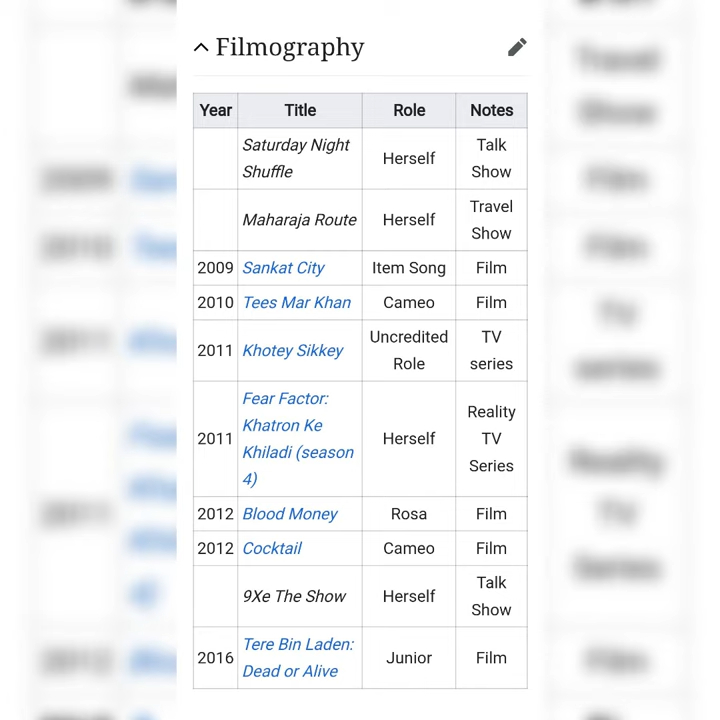 Filmography
Year Title Role Notes
Saturday Night Shuffle Herself Talk Show
Maharaja Route Herself Travel Show
2009 Sankat City Item Song Film
2010 Tees Mar Khan Cameo Film
2011 Khotey Sikkey Uncredited Role TV series
2011 Fear Factor: Khatron Ke Khiladi (season 4) Herself Reality TV Series
2012 Blood Money Rosa Film
2012 Cocktail Cameo Film
9Xe The Show Herself Talk Show
2016 Tere Bin Laden: Dead or Alive Junior Film